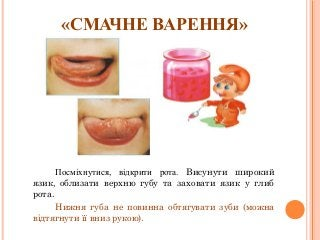 «СМАЧНЕ ВАРЕННЯ»
Посміхнутися, відкрити рота. Висунути широкий
язик, облизати верхню губу та заховати язик у глиб
рота.
Нижня губа не повинна обтягувати зуби (можна
відтягнути її вниз рукою).